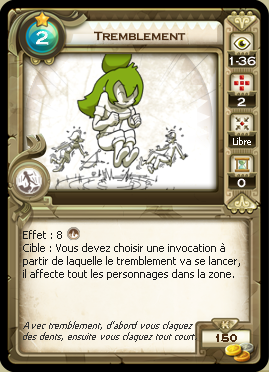 2
TREMBLEMENT
1-36
2
Libre
0
Effet : 8
Cible : Vous devez choisir une invocation à
partir de laquelle le tremblement va se lancer,
il affecte tout les personnages dans la zone.
Avec tremblement, d'abord vous claquez
des dents, ensuite vous claquez tout court.
K
150